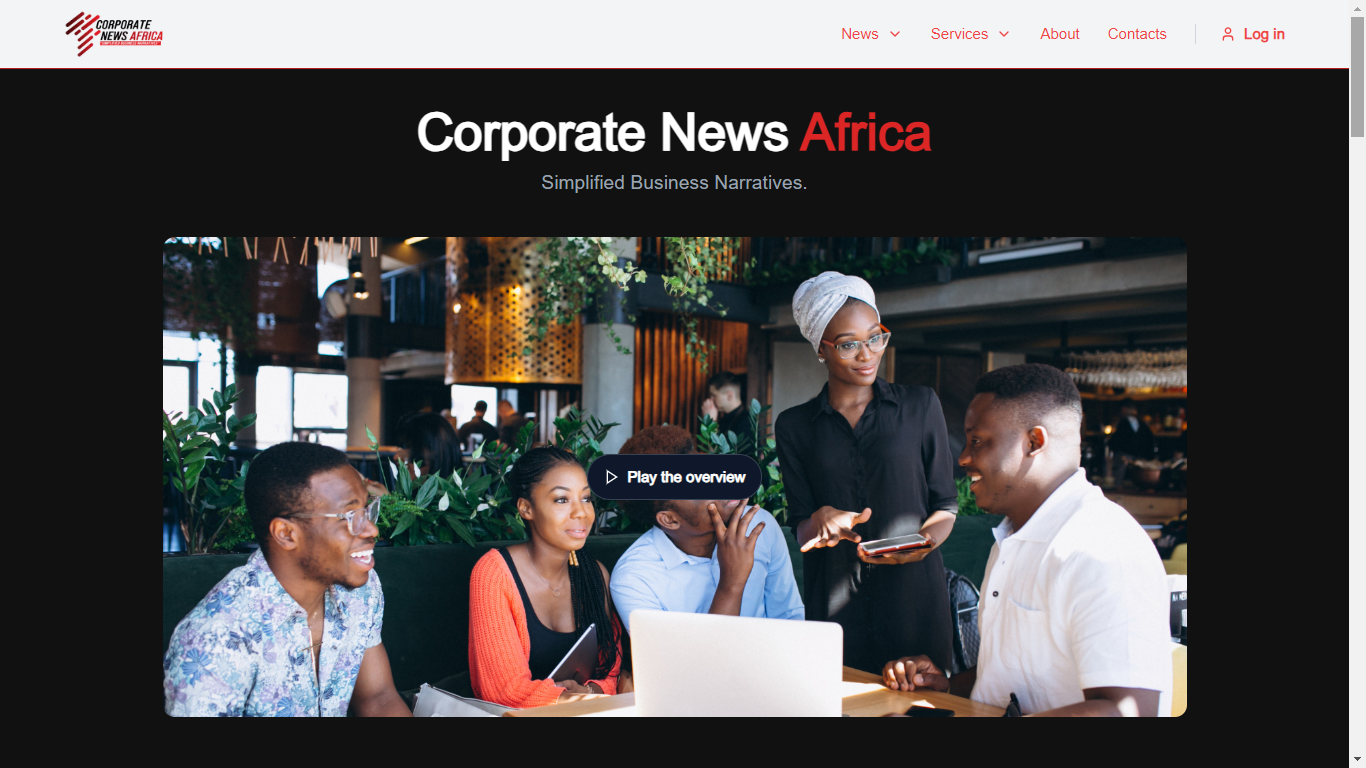 CORPORATE
NEWS AFRICA
SIMPLIFIED BUSINESS NARRATIVES
News
Services
About
Contacts
Log in
Corporate News Africa
Simplified Business Narratives.
Play the overview